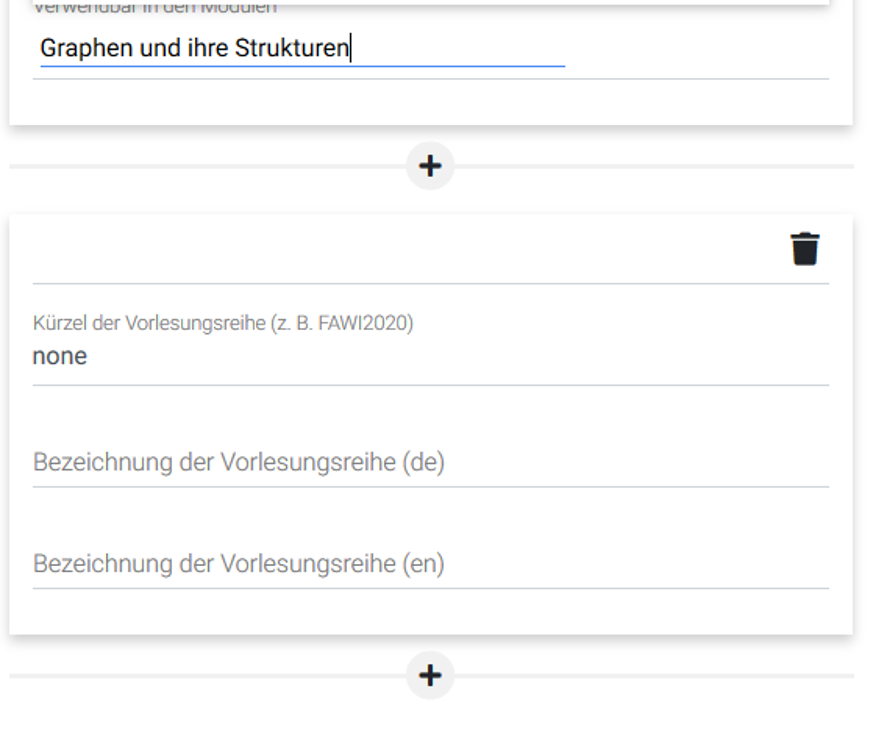 Verwendbar in den Modulen
Graphen und ihre Strukturen
Kürzel der Vorlesungsreihe (z. B. FAWI2020)
none
Bezeichnung der Vorlesungsreihe (de)
Bezeichnung der Vorlesungsreihe (en)